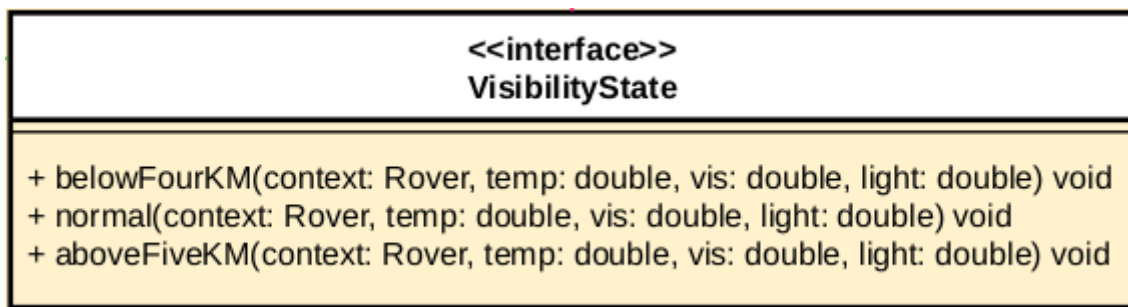 <<interface>>
VisibilityState
+ belowFourKM(context: Rover, temp: double, vis: double, light: double) void
+ normal(context: Rover, temp: double, vis: double, light: double) void
+ aboveFiveKM(context: Rover, temp: double, vis: double, light: double) void